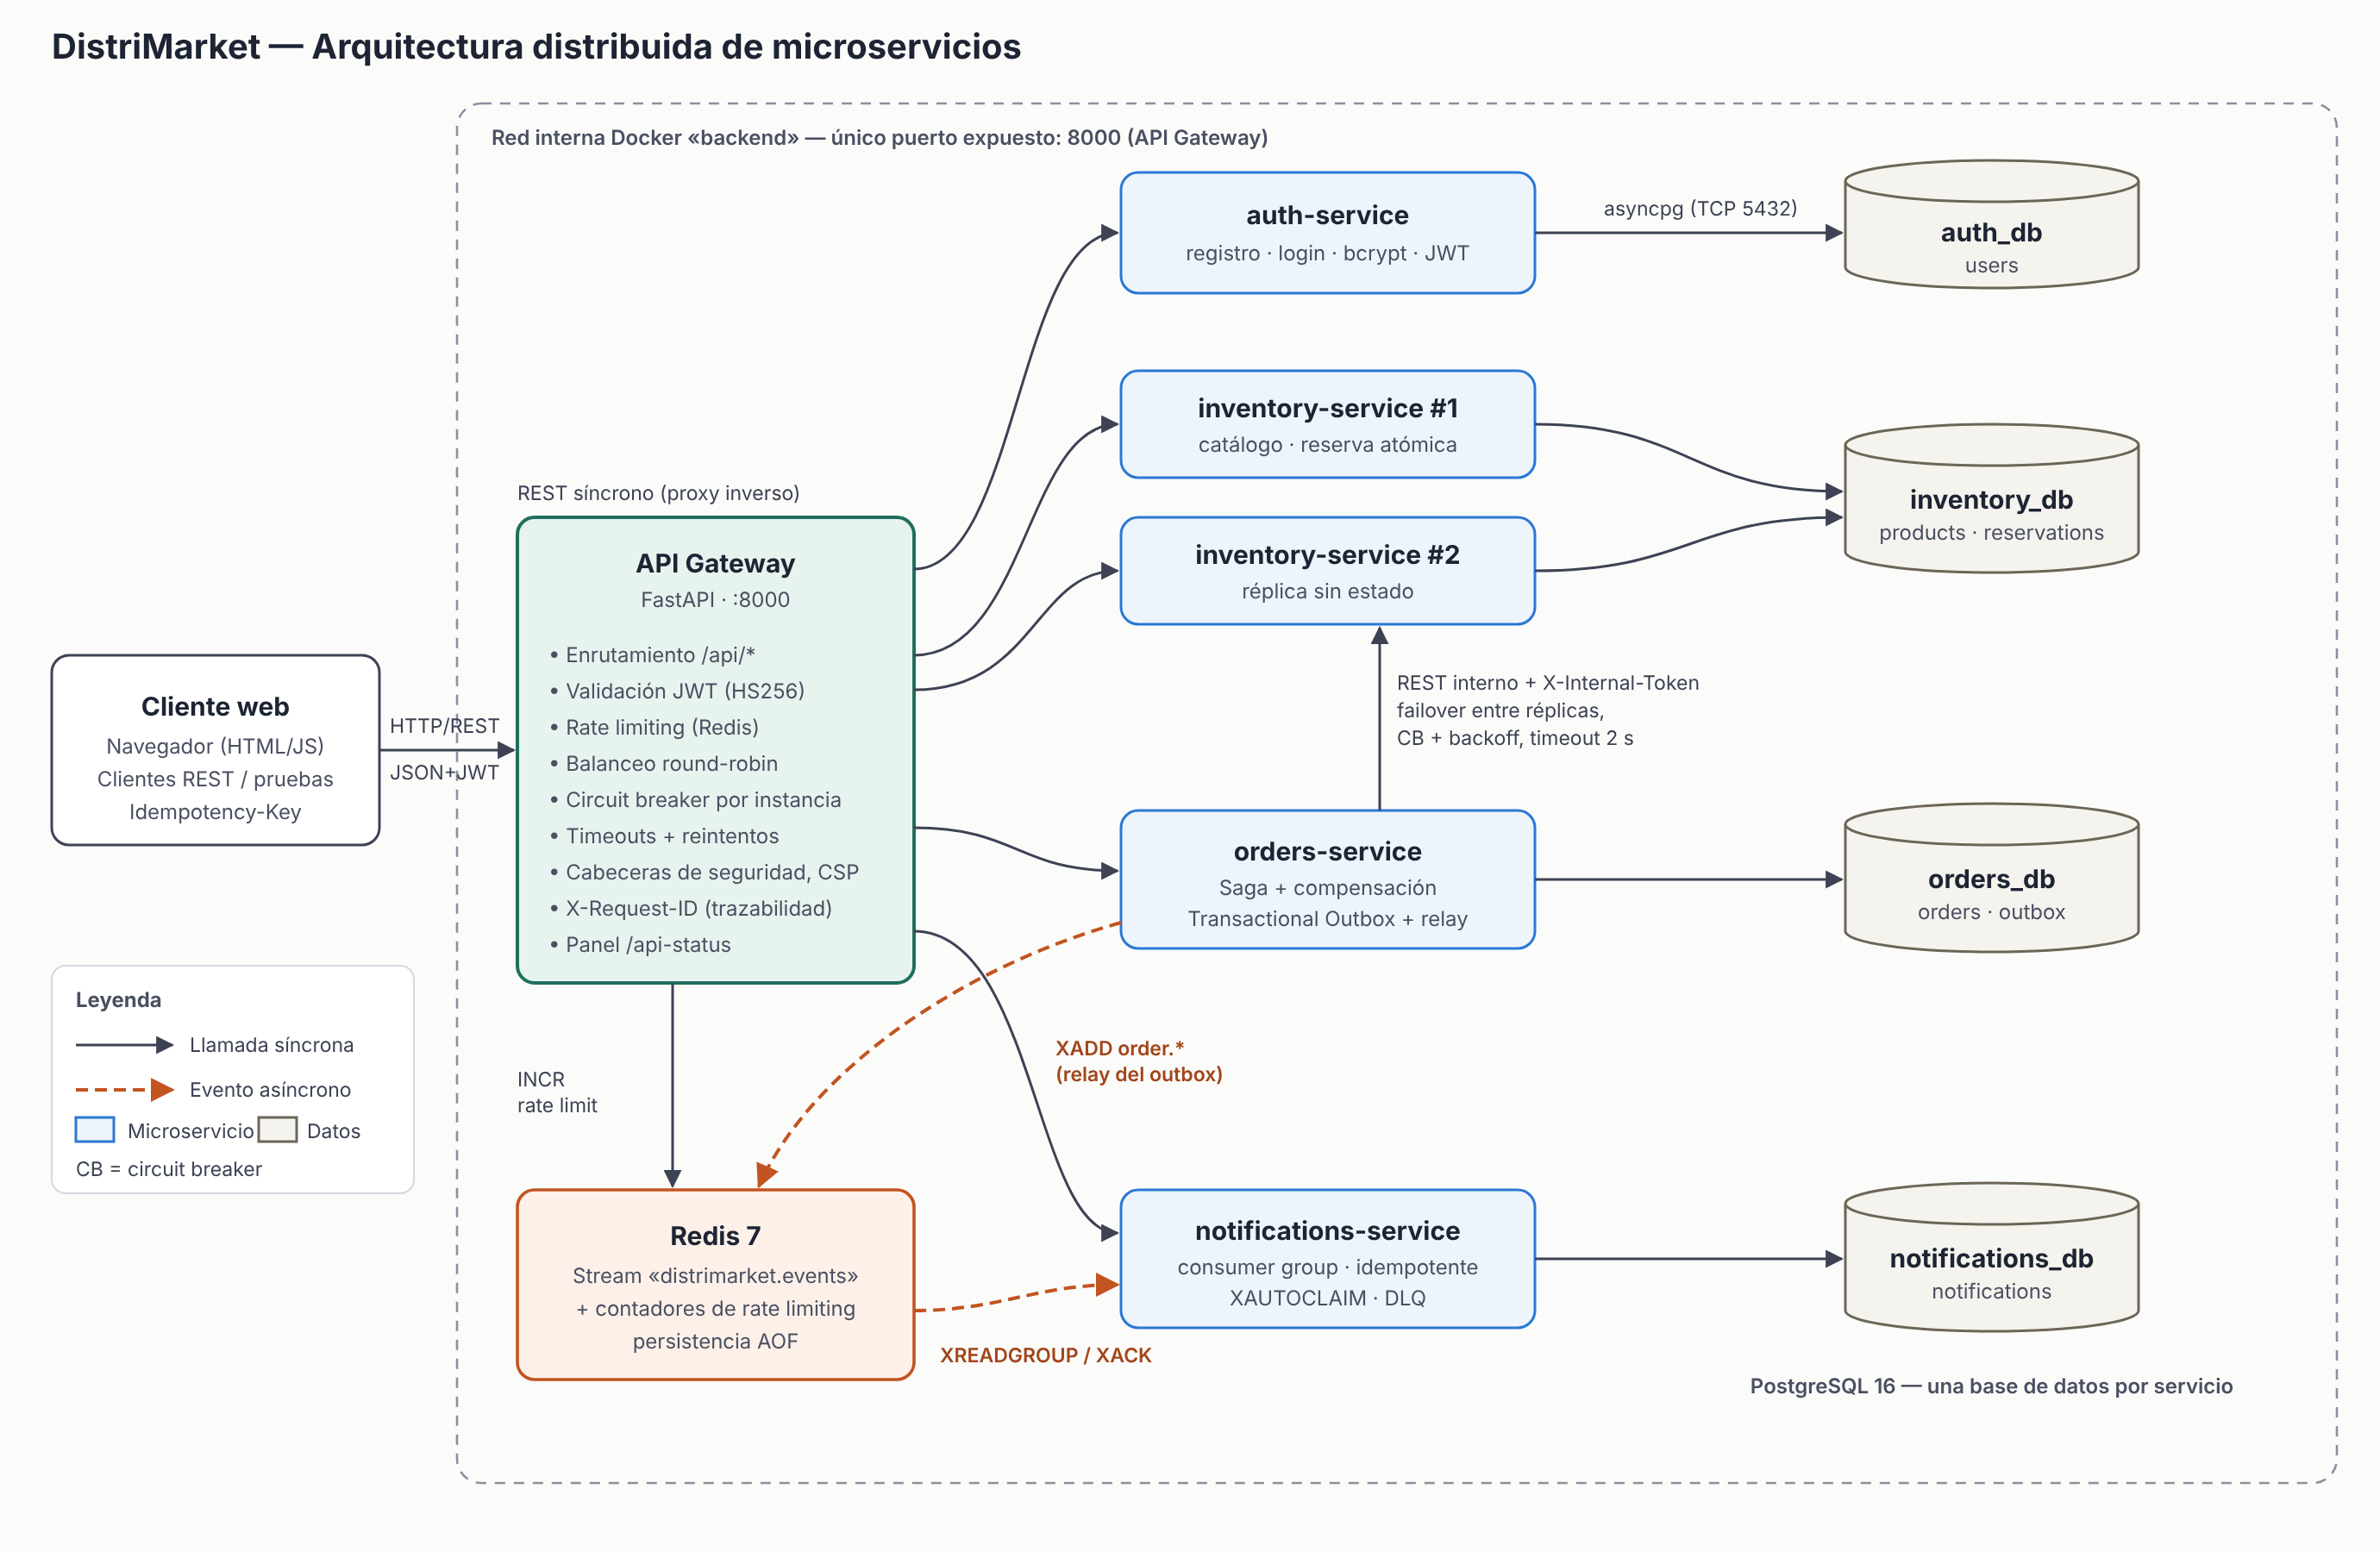 DistriMarket — Arquitectura distribuida de microservicios
Red interna Docker «backend» — único puerto expuesto: 8000 (API Gateway)
auth-service
registro · login · bcrypt · JWT
asyncpg (TCP 5432)
auth_db
users
inventory-service #1
catálogo · reserva atómica
inventory-service #2
réplica sin estado
inventory_db
products · reservations
REST síncrono (proxy inverso)
API Gateway
FastAPI · :8000
• Enrutamiento /api/*
• Validación JWT (HS256)
• Rate limiting (Redis)
• Balanceo round-robin
• Circuit breaker por instancia
• Timeouts + reintentos
• Cabeceras de seguridad, CSP
• X-Request-ID (trazabilidad)
• Panel /api-status
Cliente web
Navegador (HTML/JS)
Clientes REST / pruebas
Idempotency-Key
HTTP/REST
JSON+JWT
REST interno + X-Internal-Token
failover entre réplicas,
CB + backoff, timeout 2 s
orders-service
Saga + compensación
Transactional Outbox + relay
orders_db
orders · outbox
Leyenda
Llamada síncrona
Evento asíncrono
Microservicio
Datos
CB = circuit breaker
INCR
rate limit
XADD order.*
(relay del outbox)
Redis 7
Stream «distrimarket.events»
+ contadores de rate limiting
persistencia AOF
XREADGROUP / XACK
notifications-service
consumer group · idempotente
XAUTOCLAIM · DLQ
notifications_db
notifications
PostgreSQL 16 — una base de datos por servicio